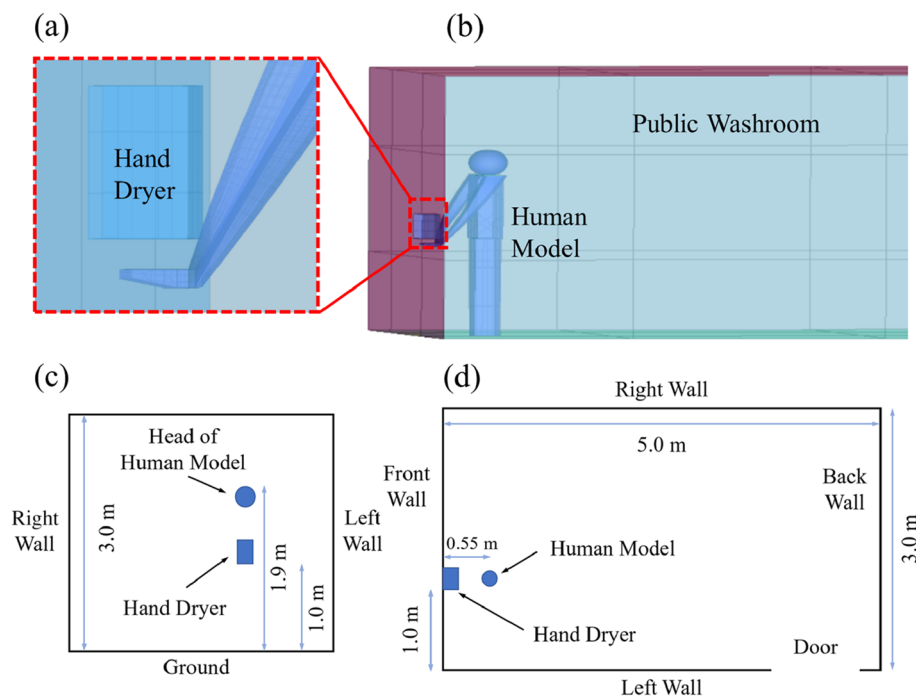 (a)
(b)
Hand
Dryer
Public Washroom
Human
Model
(c)
(d)
Head of
Human Model
Right
Wall
3.0 m
Left
Wall
1.9 m
1.0 m
Hand Dryer
Ground
Right Wall
5.0 m
Front
Wall
Back
Wall
3.0 m
0.55 m
Human Model
1.0 m
Hand Dryer
Door
Left Wall